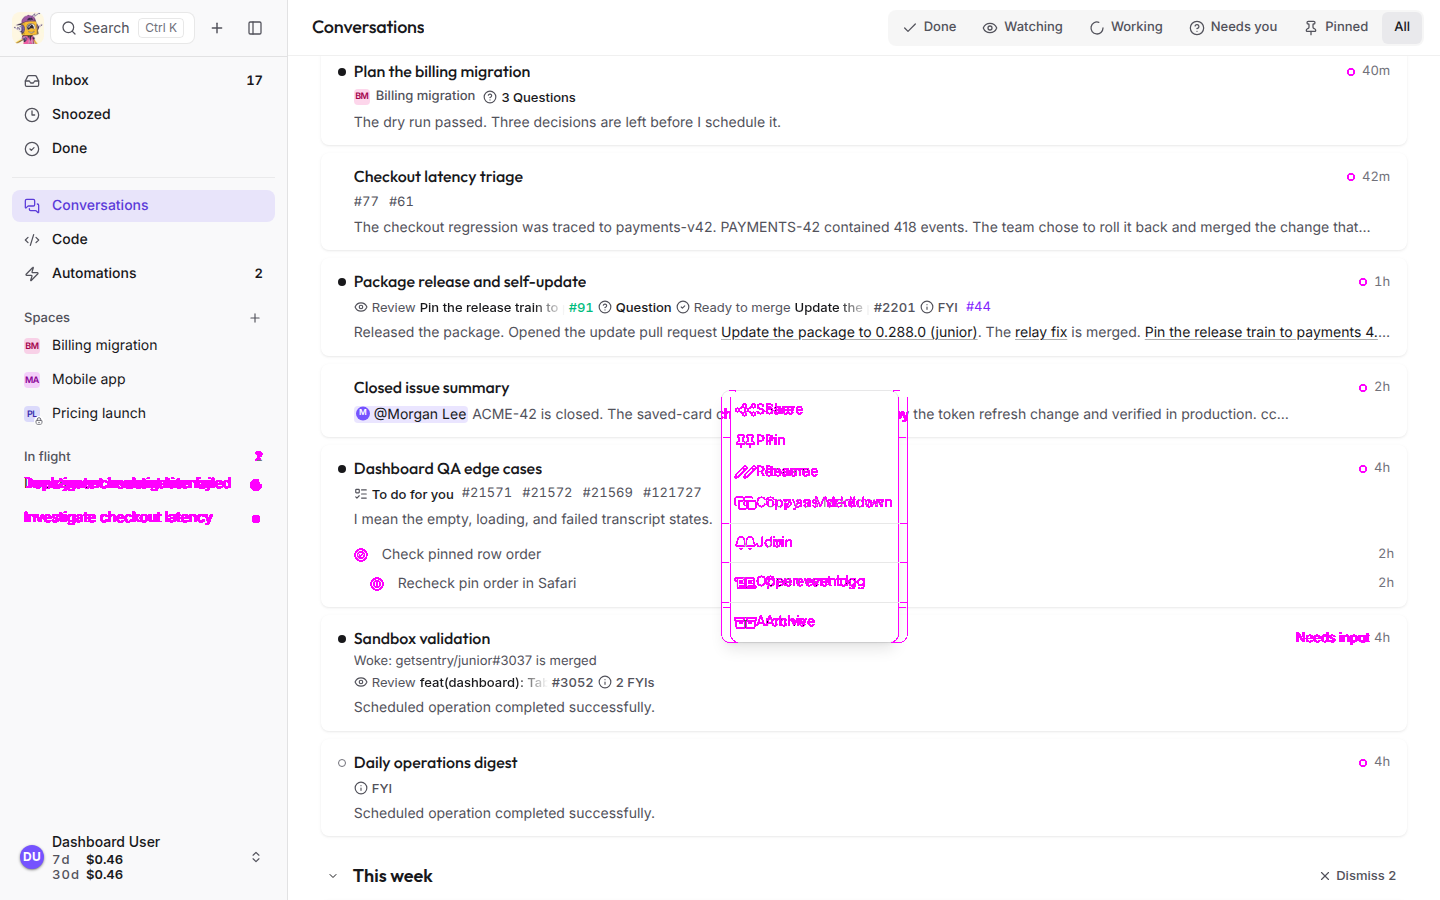 Search Ctrl K
Inbox 17
Snoozed
Done
Conversations
Code
Automations 2
Spaces
BM Billing migration
MA Mobile app
PL Pricing launch
In flight
Investigate checkout latency
DU Dashboard User
7d $0.46
30d $0.46
Conversations
Done Watching Working Needs you Pinned All
Plan the billing migration 40m
BM Billing migration 3 Questions
The dry run passed. Three decisions are left before I schedule it.
Checkout latency triage 42m
#77 #61
The checkout regression was traced to payments-v42. PAYMENTS-42 contained 418 events. The team chose to roll it back and merged the change that...
Package release and self-update 1h
Review Pin the release train to #91 Question Ready to merge Update the #2201 FYI #44
Released the package. Opened the update pull request Update the package to 0.288.0 (junior). The relay fix is merged. Pin the release train to payments 4....
Closed issue summary 2h
M @Morgan Lee ACME-42 is closed. The saved-card the token refresh change and verified in production. cc...
Share
Pin
Rename
Copy as Markdown
Join
Open event log
Archive
Dashboard QA edge cases 4h
To do for you #21571 #21572 #21569 #121727
I mean the empty, loading, and failed transcript states.
Check pinned row order 2h
Recheck pin order in Safari 2h
Sandbox validation Needs input 4h
Woke: getsentry/junior#3037 is merged
Review feat(dashboard): #3052 2 FYIs
Scheduled operation completed successfully.
Daily operations digest 4h
FYI
Scheduled operation completed successfully.
This week Dismiss 2